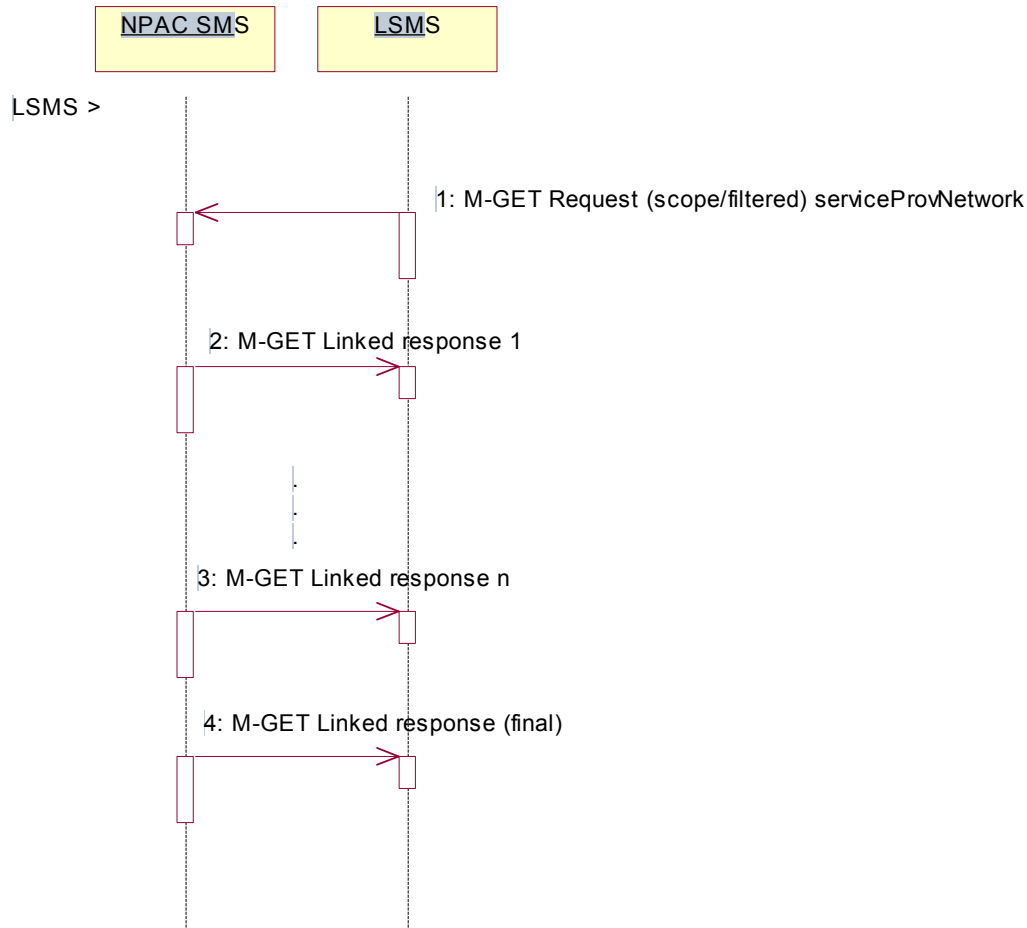 NPAC SMS
LSMS
LSMS >
1: M-GET Request (scope/filtered) serviceProvNetwork
2: M-GET Linked response 1
.
.
.
3: M-GET Linked response n
4: M-GET Linked response (final)